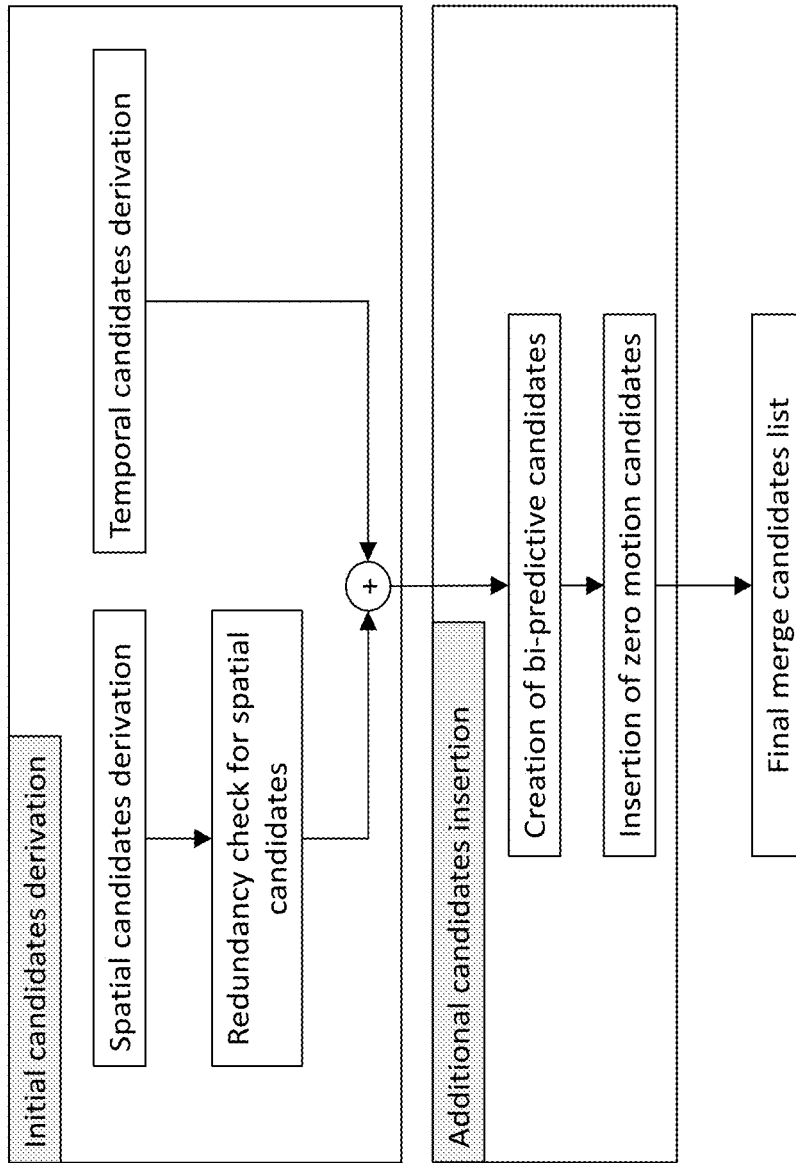 Initial candidates derivation
Spatial candidates derivation
Temporal candidates derivation
Redundancy check for spatial
candidates
+
Additional candidates insertion
Creation of bi-predictive candidates
Insertion of zero motion candidates
Final merge candidates list